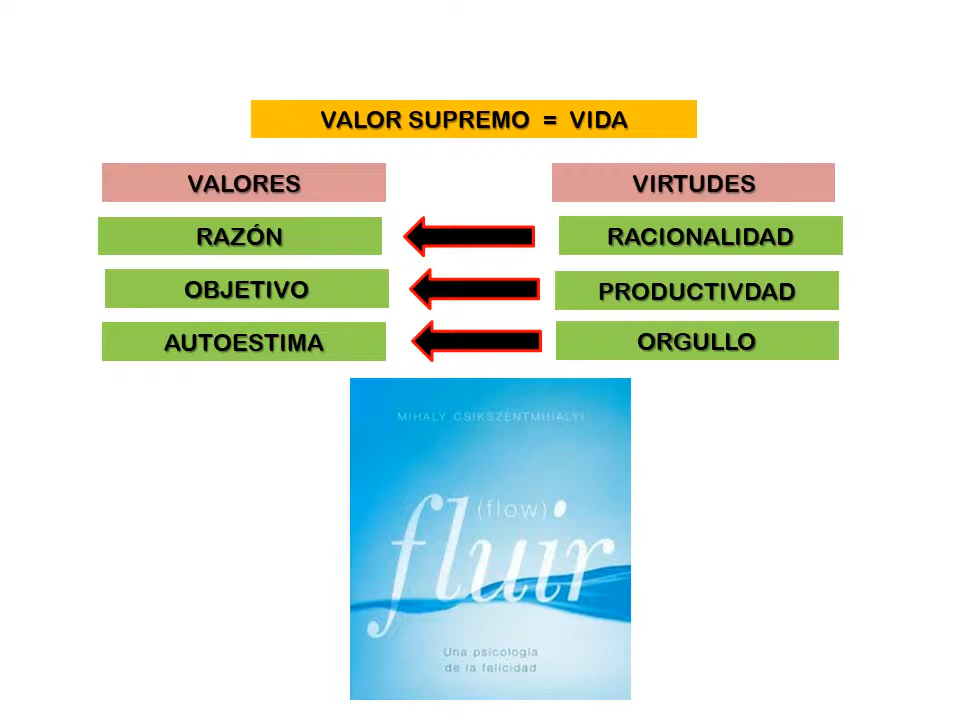 VALOR SUPREMO = VIDA
VALORES
VIRTUDES
RAZÓN
RACIONALIDAD
OBJETIVO
PRODUCTIVDAD
AUTOESTIMA
ORGULLO
MIHALY CSIKSZENTMIHALYI
(flow)
fluir
Una psicología
de la felicidad